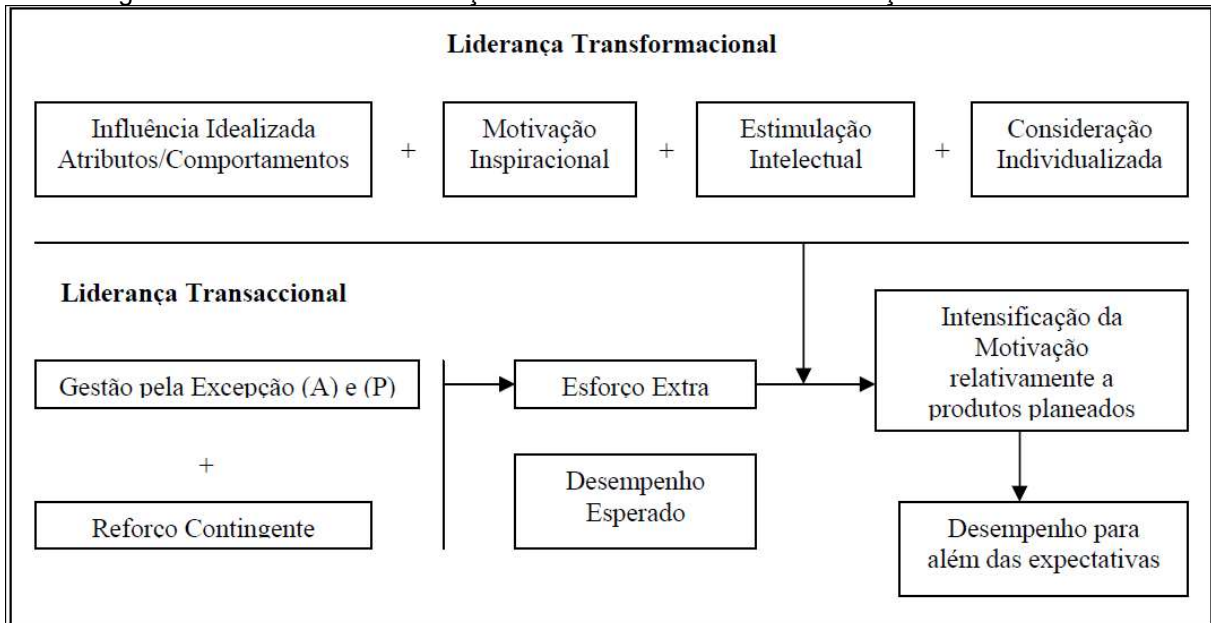 Liderança Transformacional
Influência Idealizada
Atributos/Comportamentos
+
Motivação
Inspiracional
+
Estimulação
Intelectual
+
Consideração
Individualizada
Liderança Transaccional
Gestão pela Excepção (A) e (P)
+
Reforço Contingente
Esforço Extra
Desempenho
Esperado
Intensificação da
Motivação
relativamente a
produtos planeados
Desempenho para
além das expectativas